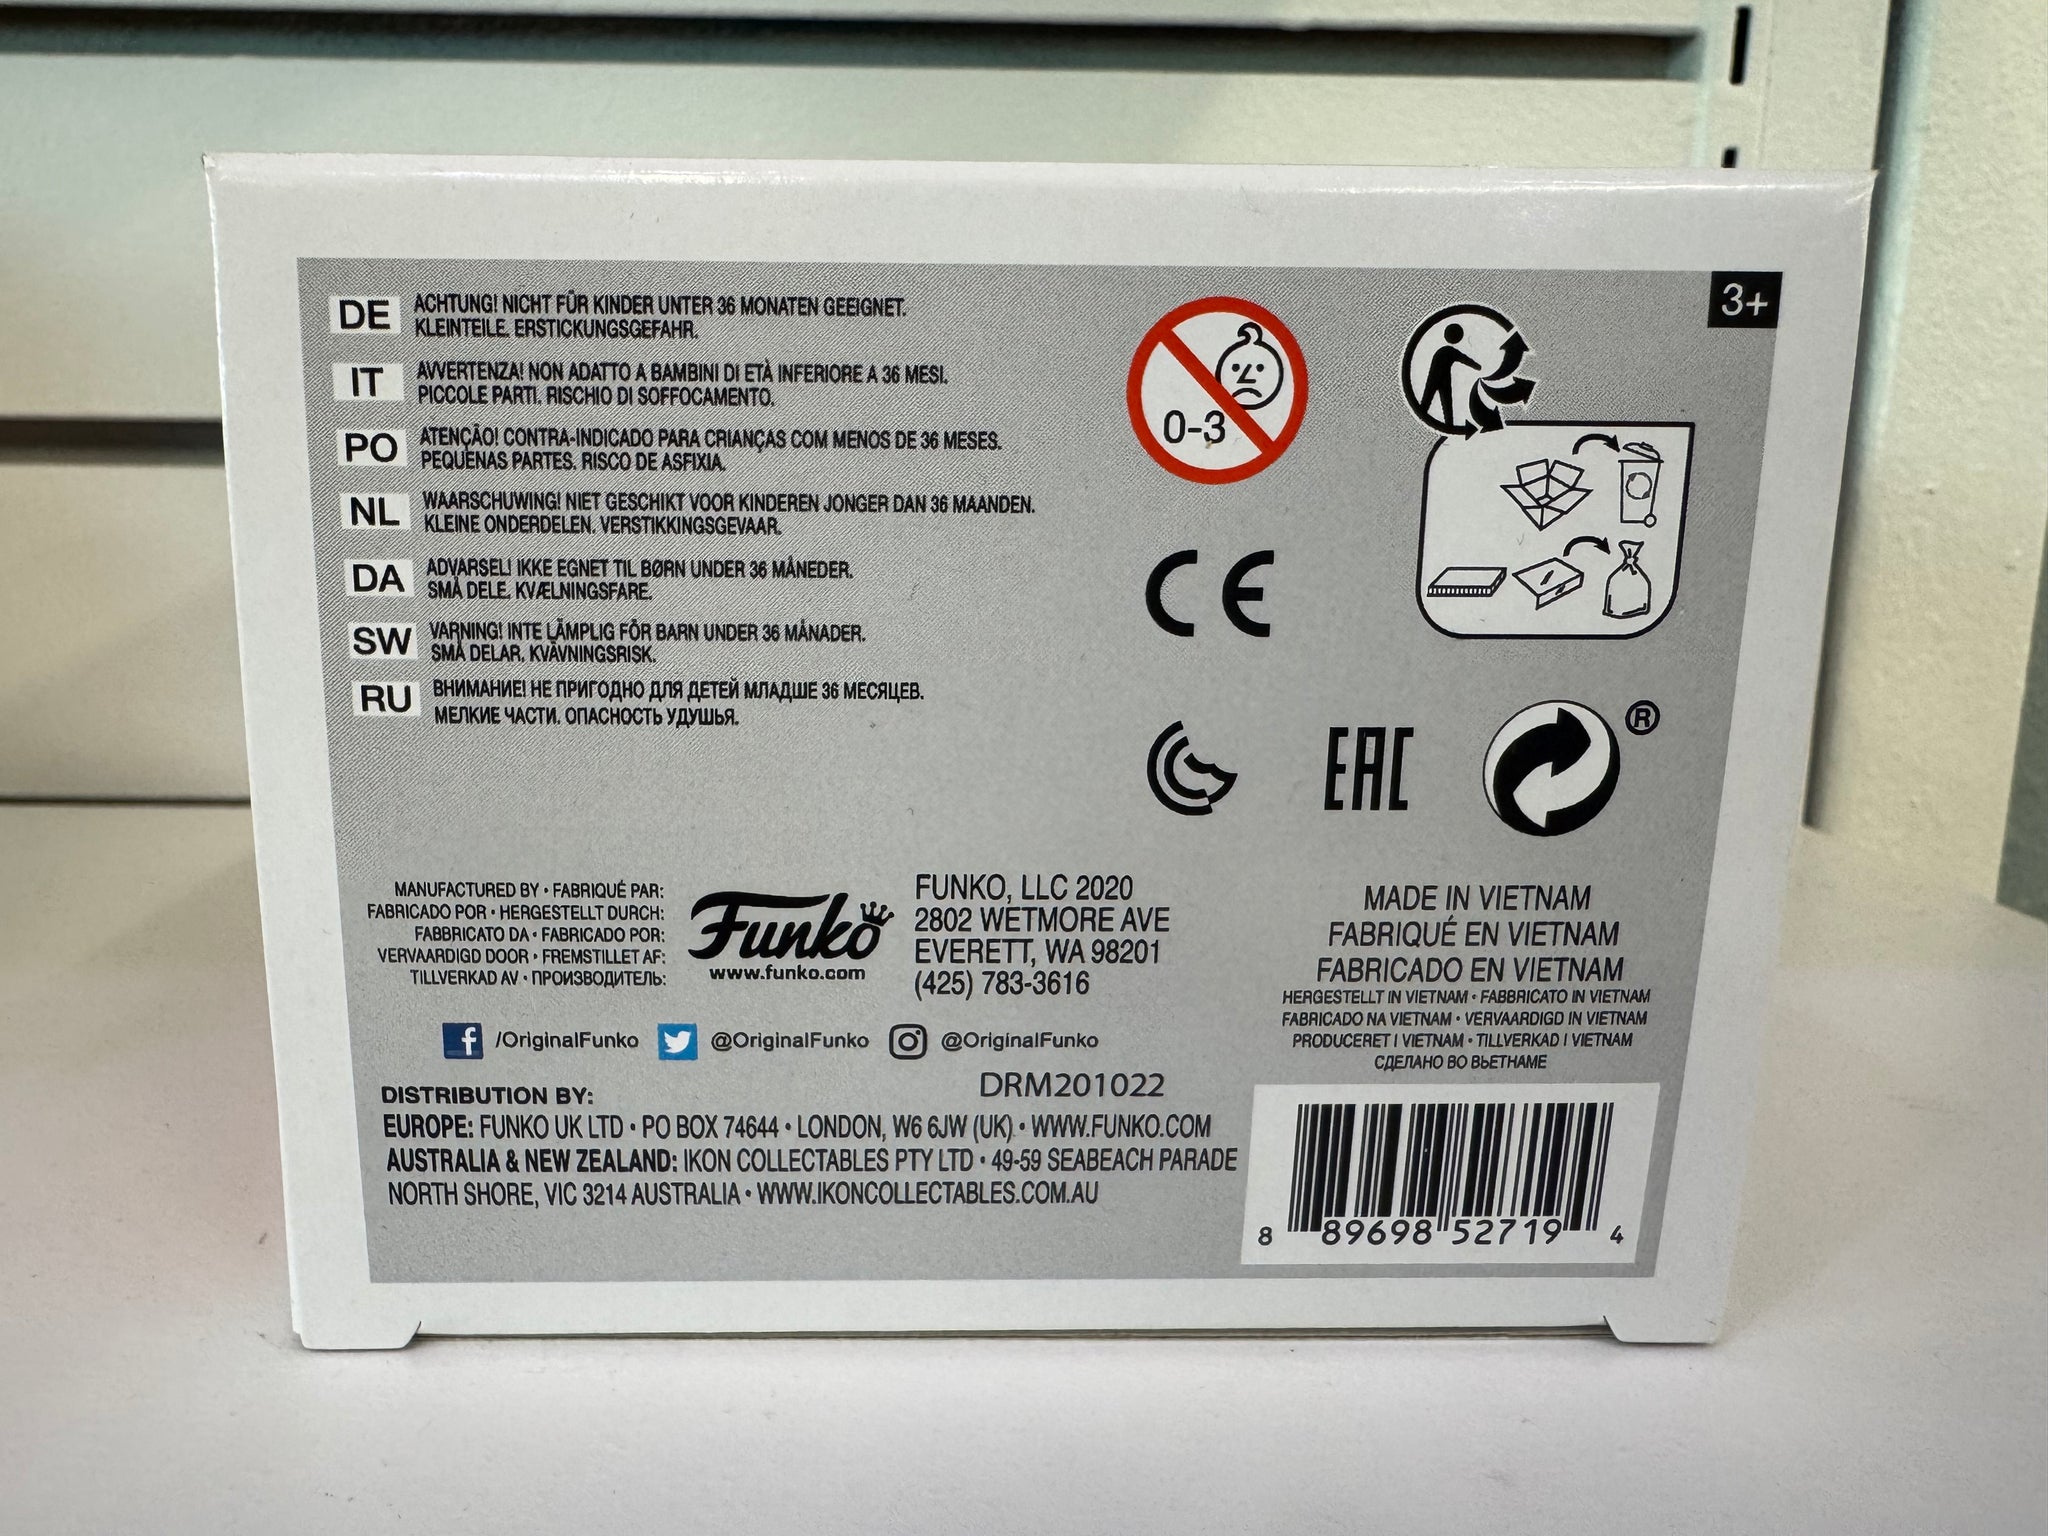 3+
DE
ACHTUNG! NICHT FÜR KINDER UNTER 36 MONATEN GEEIGNET.
KLEINTEILE. ERSTICKUNGSGEFAHR.
IT
AVVERTENZA! NON ADATTO A BAMBINI DI ETÀ INFERIORE A 36 MESI.
PICCOLE PARTI. RISCHIO DI SOFFOCAMENTO.
PO
ATENÇÃO! CONTRA-INDICADO PARA CRIANÇAS COM MENOS DE 36 MESES.
PEQUENAS PARTES. RISCO DE ASFIXIA.
NL
WAARSCHUWING! NIET GESCHIKT VOOR KINDEREN JONGER DAN 36 MAANDEN.
KLEINE ONDERDELEN. VERSTIKKINGSGEVAAR.
DA
ADVARSEL! IKKE EGNET TIL BØRN UNDER 36 MÅNEDER.
SMÅ DELE. KVÆLNINGSFARE.
SW
VARNING! INTE LÄMPLIG FÖR BARN UNDER 36 MÅNADER.
SMÅ DELAR. KVÄVNINGSRISK.
RU
ВНИМАНИЕ! НЕ ПРИГОДНО ДЛЯ ДЕТЕЙ МЛАДШЕ 36 МЕСЯЦЕВ.
МЕЛКИЕ ЧАСТИ. ОПАСНОСТЬ УДУШЬЯ.
0-3
CE
EAC
®
MANUFACTURED BY • FABRIQUÉ PAR:
FABRICADO POR • HERGESTELLT DURCH:
FABBRICATO DA • FABRICADO POR:
VERVAARDIGD DOOR • FREMSTILLET AF:
TILLVERKAD AV • ПРОИЗВОДИТЕЛЬ:
Funko
www.funko.com
FUNKO, LLC 2020
2802 WETMORE AVE
EVERETT, WA 98201
(425) 783-3616
MADE IN VIETNAM
FABRIQUÉ EN VIETNAM
FABRICADO EN VIETNAM
HERGESTELLT IN VIETNAM • FABBRICATO IN VIETNAM
FABRICADO NA VIETNAM • VERVAARDIGD IN VIETNAM
PRODUCERET I VIETNAM • TILLVERKAD I VIETNAM
СДЕЛАНО ВО ВЬЕТНАМЕ
f /OriginalFunko @OriginalFunko @OriginalFunko
DRM201022
DISTRIBUTION BY:
EUROPE: FUNKO UK LTD • PO BOX 74644 • LONDON, W6 6JW (UK) • WWW.FUNKO.COM
AUSTRALIA & NEW ZEALAND: IKON COLLECTABLES PTY LTD • 49-59 SEABEACH PARADE
NORTH SHORE, VIC 3214 AUSTRALIA • WWW.IKONCOLLECTABLES.COM.AU
8 89698 52719 4